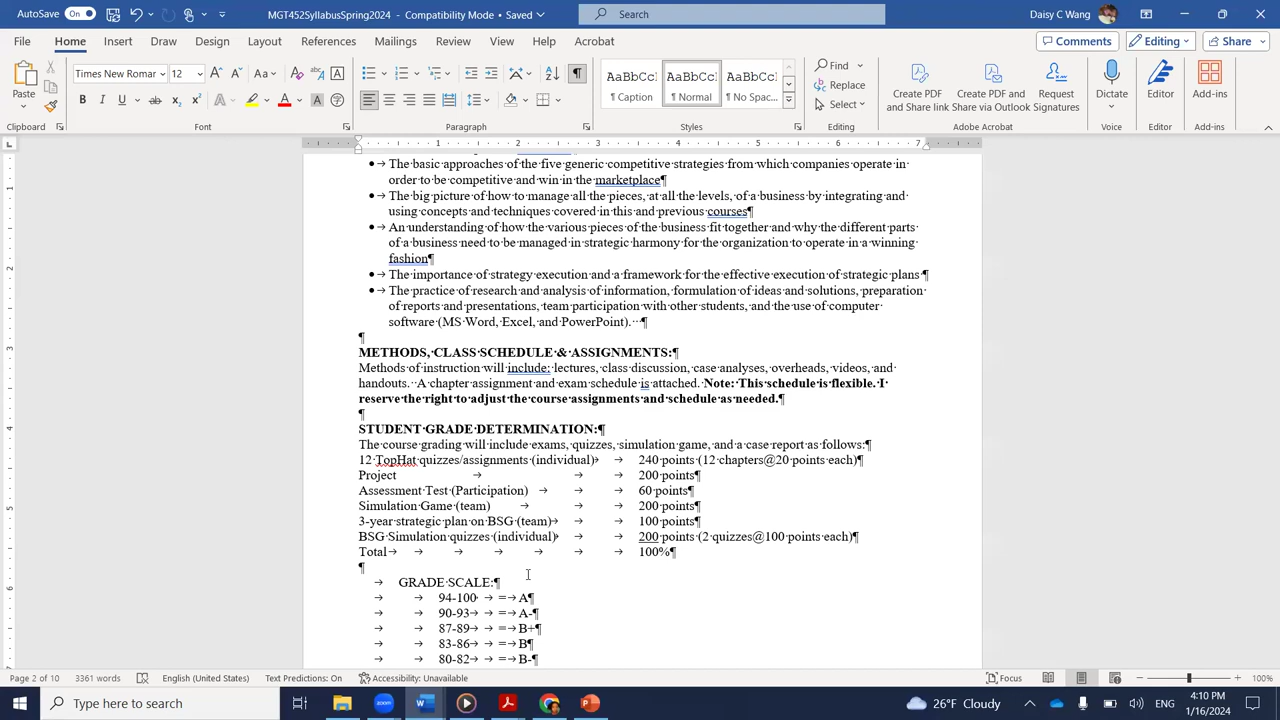 AutoSave On MGT452SyllabusSpring2024 - Compatibility Mode • Saved Search Daisy C Wang
File Home Insert Draw Design Layout References Mailings Review View Help Acrobat Comments Editing Share
Times New Roman 12 Aa A AaBbCcI AaBbCcI AaBbCcI Find Replace Select
Paste B I U ab x A ¶ Caption ¶ Normal ¶ No Spac... Create PDF and Share link Create PDF and Share via Outlook Request Signatures Dictate Editor Add-ins
Clipboard Font Paragraph Styles Editing Adobe Acrobat Voice Editor Add-ins
1 2 3 4 5 6 7
The basic approaches of the five generic competitive strategies from which companies operate in
order to be competitive and win in the marketplace¶
The big picture of how to manage all the pieces, at all the levels, of a business by integrating and
using concepts and techniques covered in this and previous courses¶
An understanding of how the various pieces of the business fit together and why the different parts
of a business need to be managed in strategic harmony for the organization to operate in a winning
fashion¶
The importance of strategy execution and a framework for the effective execution of strategic plans ¶
The practice of research and analysis of information, formulation of ideas and solutions, preparation
of reports and presentations, team participation with other students, and the use of computer
software (MS Word, Excel, and PowerPoint). ¶
¶
METHODS, CLASS SCHEDULE & ASSIGNMENTS:¶
Methods of instruction will include: lectures, class discussion, case analyses, overheads, videos, and
handouts. A chapter assignment and exam schedule is attached. Note: This schedule is flexible. I
reserve the right to adjust the course assignments and schedule as needed.¶
¶
STUDENT GRADE DETERMINATION:¶
The course grading will include exams, quizzes, simulation game, and a case report as follows:¶
12 TopHat quizzes/assignments (individual) → → 240 points (12 chapters@20 points each)¶
Project → → → 200 points¶
Assessment Test (Participation) → → → 60 points¶
Simulation Game (team) → → → 200 points¶
3-year strategic plan on BSG (team) → → → 100 points¶
BSG Simulation quizzes (individual) → → → 200 points (2 quizzes@100 points each)¶
Total → → → → → → → 100%¶
¶
→ GRADE SCALE:¶
→ → 94-100 → → = → A¶
→ → 90-93 → → = → A-¶
→ → 87-89 → → = → B+¶
→ → 83-86 → → = → B¶
→ → 80-82 → → = → B-¶
Page 2 of 10 3361 words English (United States) Text Predictions: On Accessibility: Unavailable Focus 100%
Type here to search zoom 26°F Cloudy ENG 4:10 PM
1/16/2024